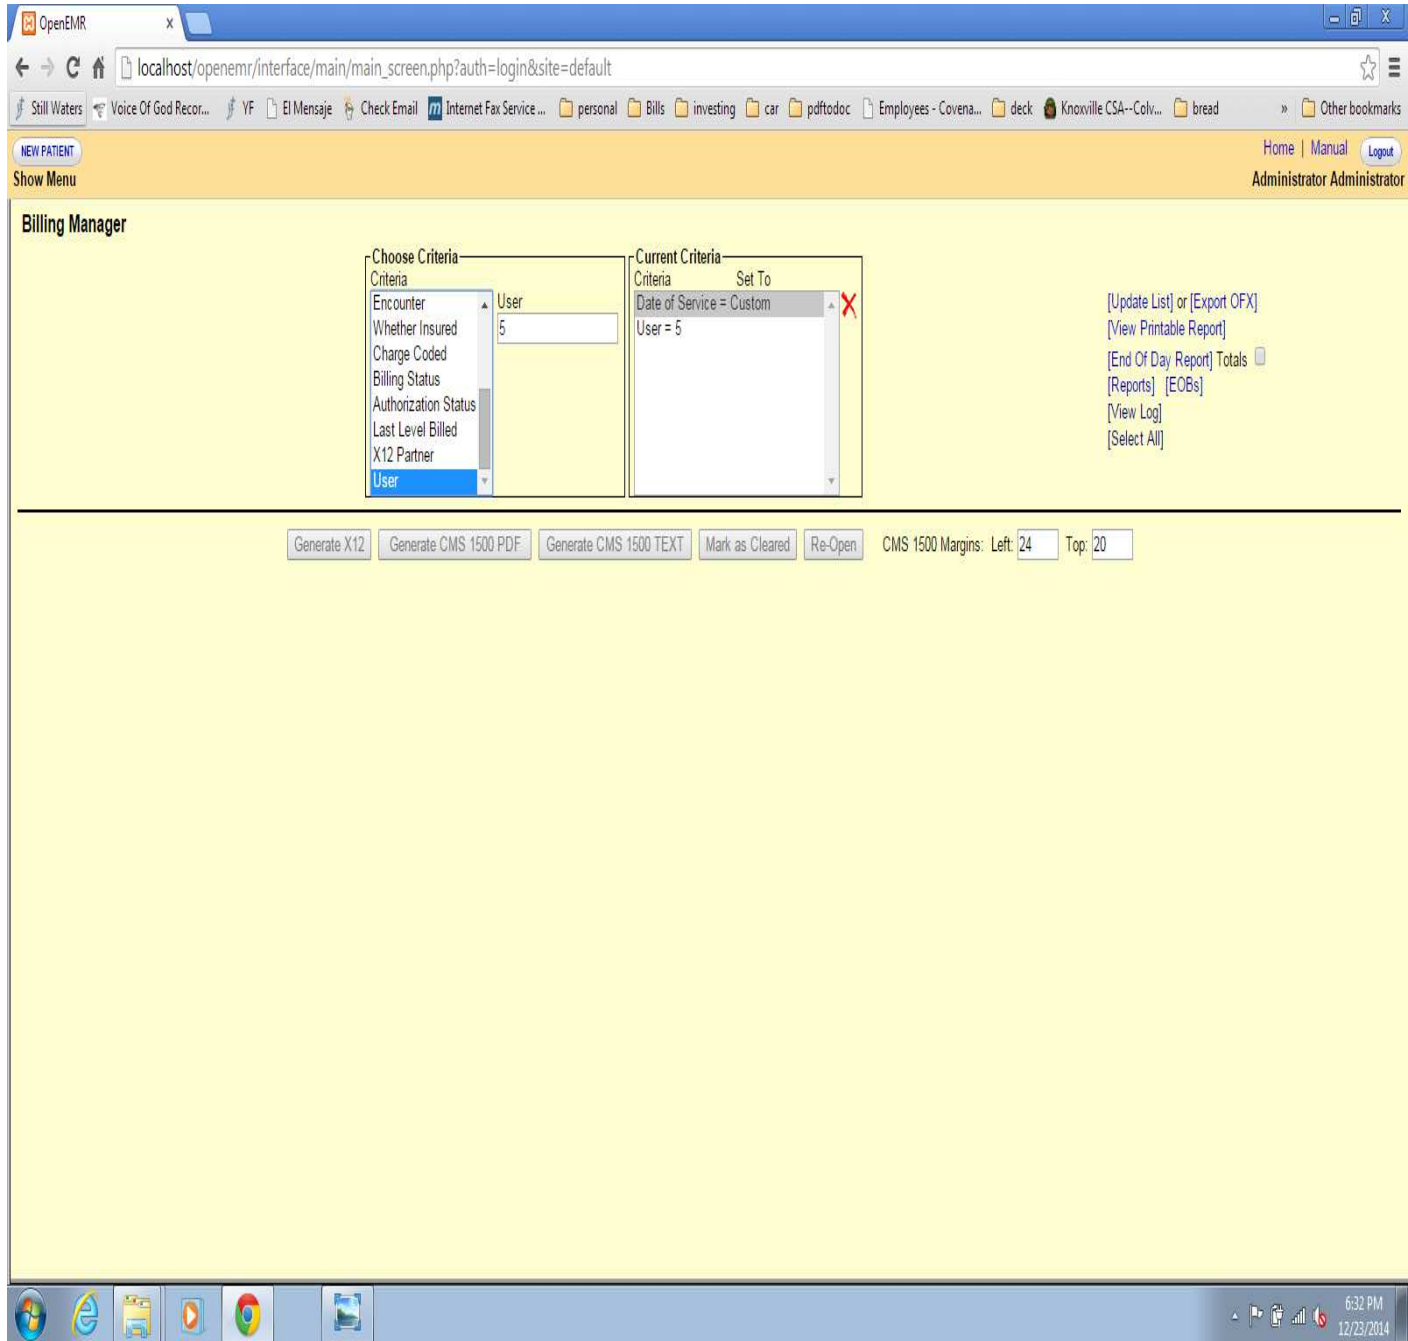 OpenEMR
localhost/openemr/interface/main/main_screen.php?auth=login&site=default
Still Waters Voice Of God Recor... YF El Mensaje Check Email Internet Fax Service ... personal Bills investing car pdftodoc Employees - Covena... deck Knoxville CSA--Colv... bread » Other bookmarks
NEW PATIENT Home | Manual Logout
Show Menu Administrator Administrator
Billing Manager
Choose Criteria Current Criteria
Criteria Criteria Set To
Encounter User Date of Service = Custom [Update List] or [Export OFX]
Whether Insured 5 User = 5 [View Printable Report]
Charge Coded [End Of Day Report] Totals
Billing Status [Reports] [EOBs]
Authorization Status [View Log]
Last Level Billed [Select All]
X12 Partner
User
Generate X12 Generate CMS 1500 PDF Generate CMS 1500 TEXT Mark as Cleared Re-Open CMS 1500 Margins: Left: 24 Top: 20
6:32 PM
12/23/2014